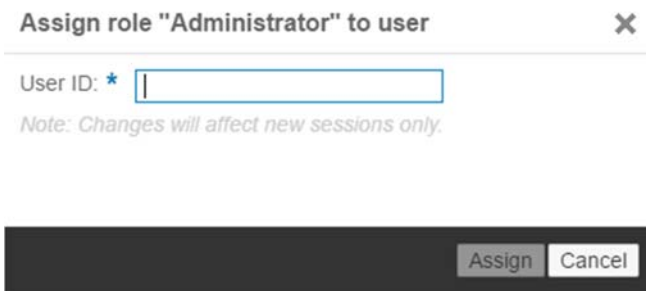 Assign role "Administrator" to user
User ID: *
Note: Changes will affect new sessions only.
Assign Cancel